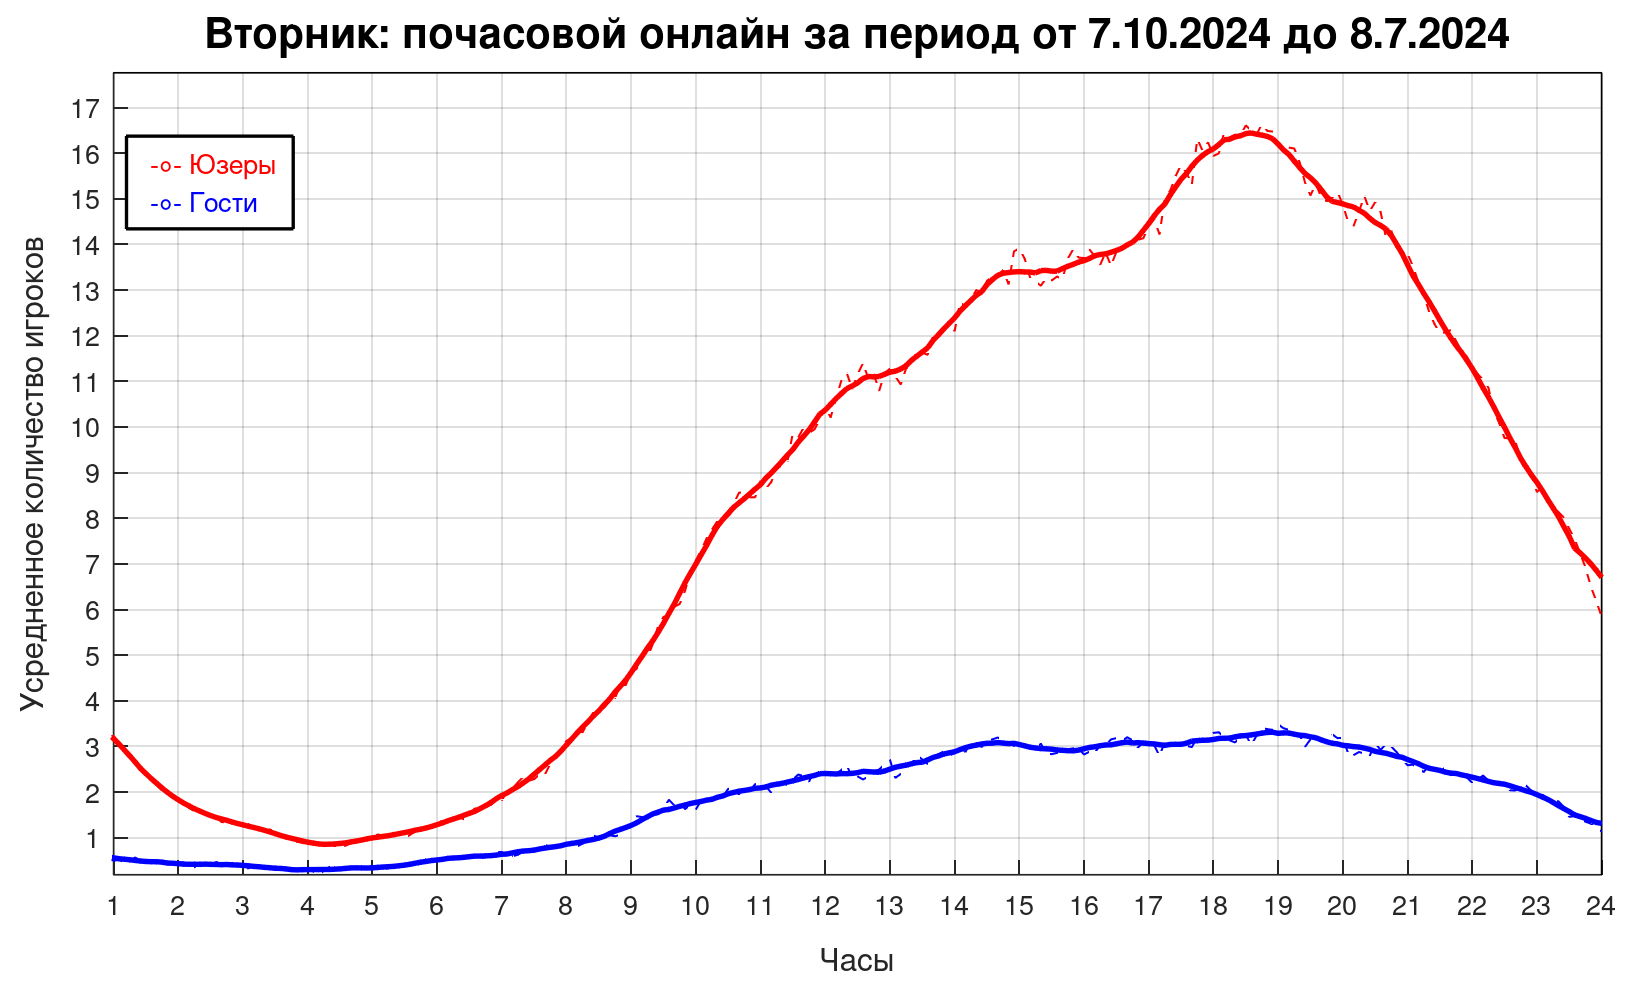 Вторник: почасовой онлайн за период от 7.10.2024 до 8.7.2024
17
16
15
14
13
12
11
10
9
8
7
6
5
4
3
2
1
-o- Юзеры
-o- Гости
Усредненное количество игроков
1 2 3 4 5 6 7 8 9 10 11 12 13 14 15 16 17 18 19 20 21 22 23 24
Часы